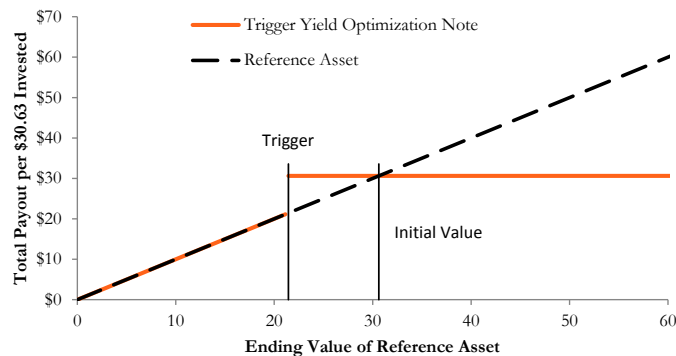 Total Payout per $30.63 Invested
$70
$60
$50
$40
$30
$20
$10
$0
Trigger Yield Optimization Note
Reference Asset
Trigger
Initial Value
0
10
20
30
40
50
60
Ending Value of Reference Asset